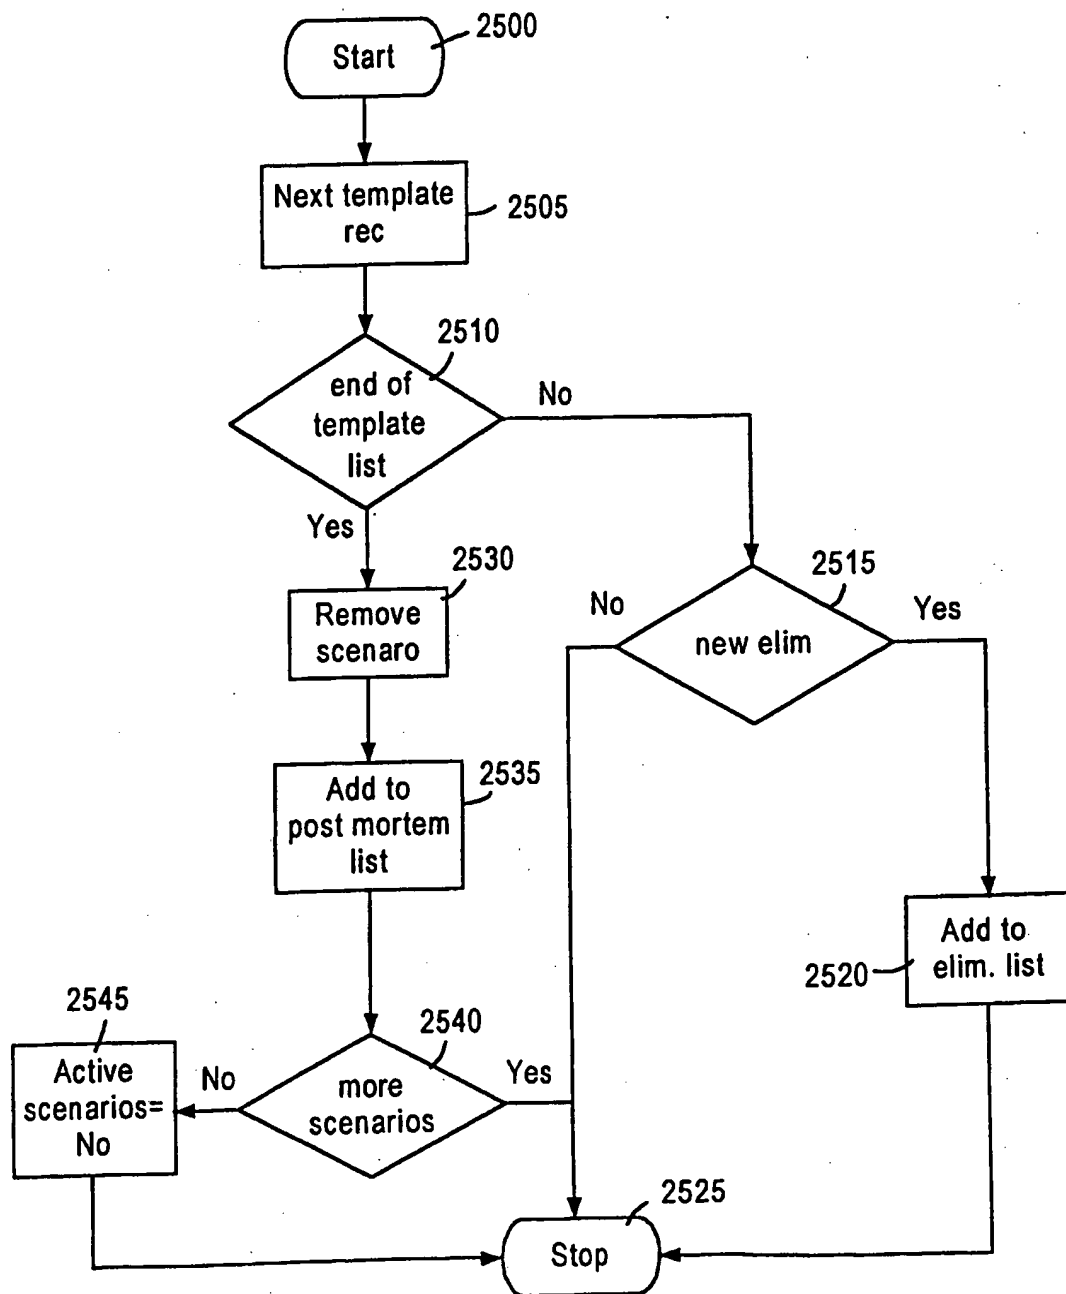 Start
2500
Next template
rec
2505
2510
end of
template
list
No
Yes
2530
Remove
scenaro
2515
No
new elim
Yes
2535
Add to
post mortem
list
Add to
elim. list
2520
2545
Active
scenarios=
No
No
2540
more
scenarios
Yes
2525
Stop